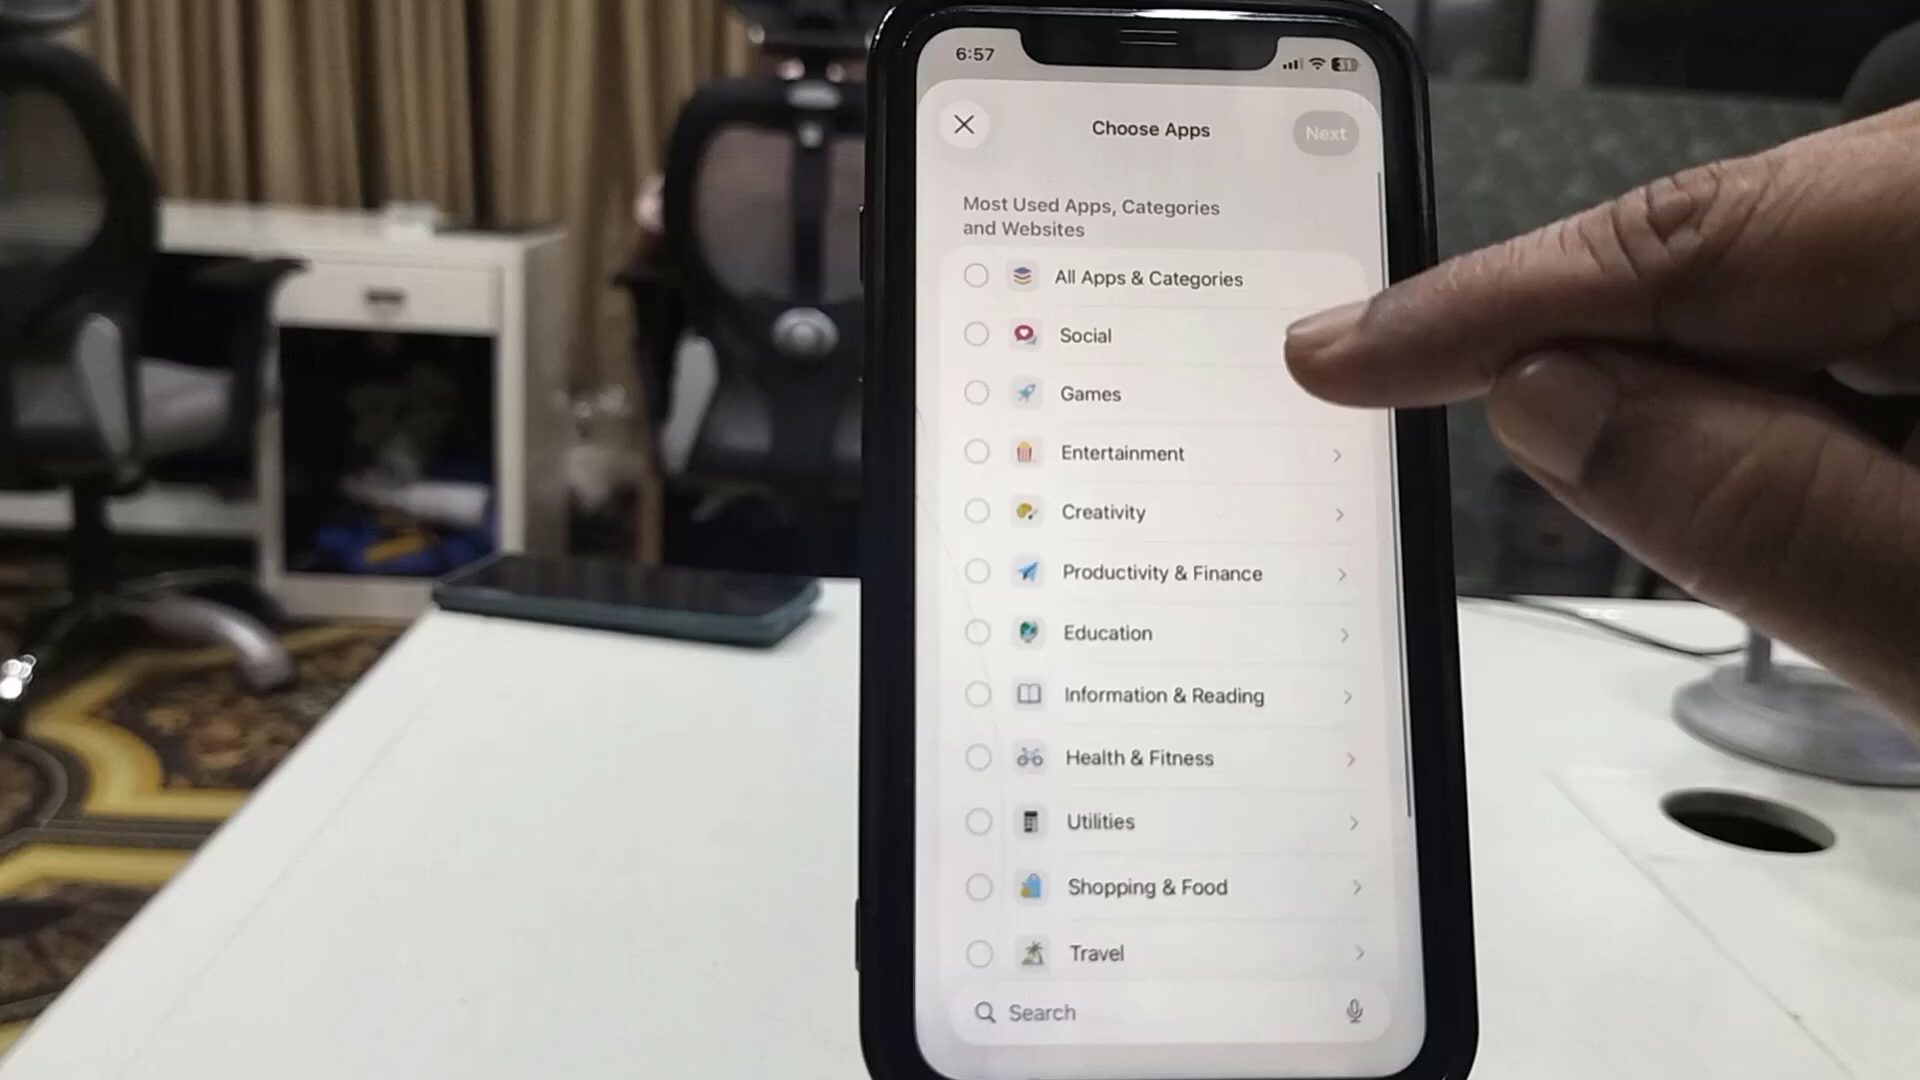 6:57
31
Choose Apps
Next
Most Used Apps, Categories
and Websites
All Apps & Categories
Social
Games
Entertainment
Creativity
Productivity & Finance
Education
Information & Reading
Health & Fitness
Utilities
Shopping & Food
Travel
Search